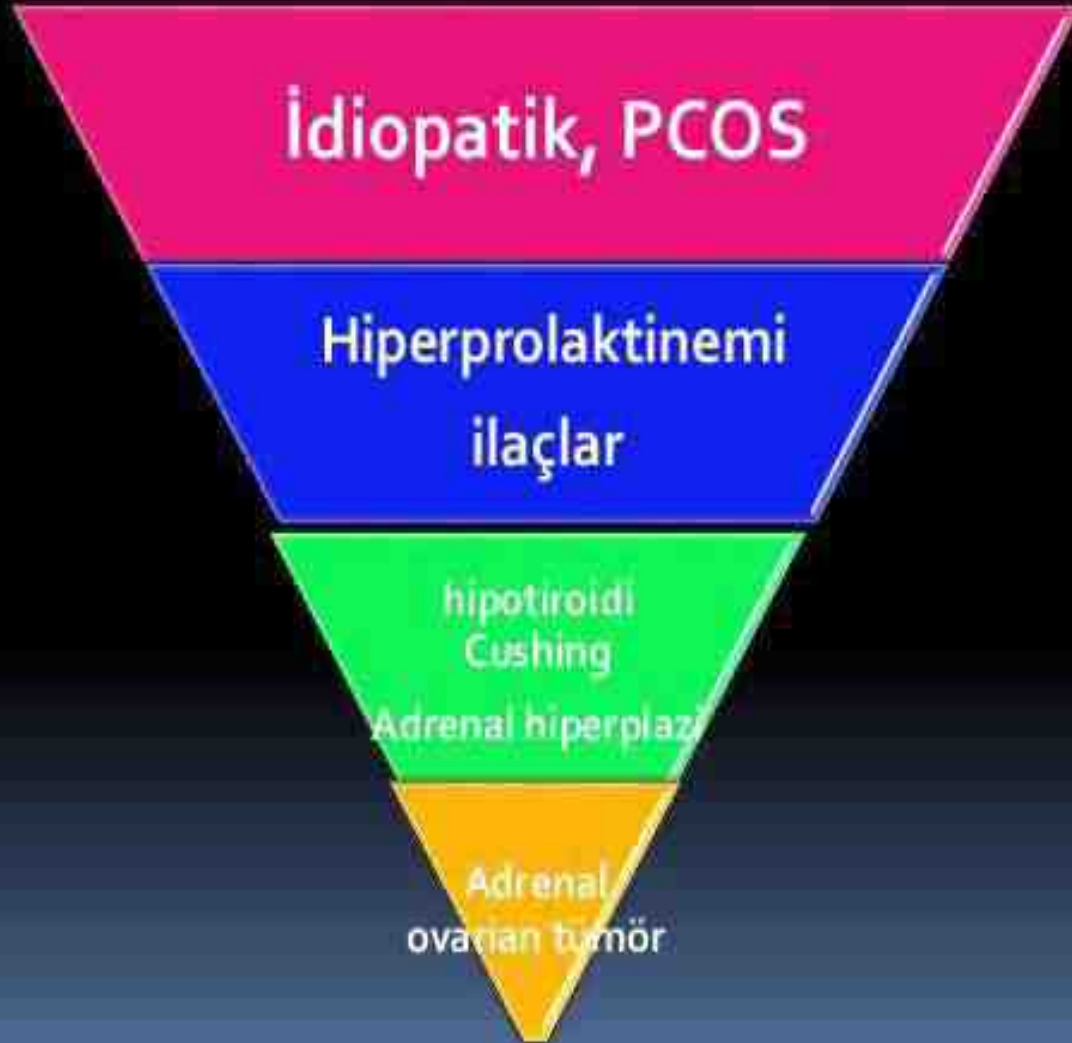 İdiopatik, PCOS
Hiperprolaktinemi
ilaçlar
hipotiroidi
Cushing
Adrenal hiperplazi
Adrenal,
ovarian tümör